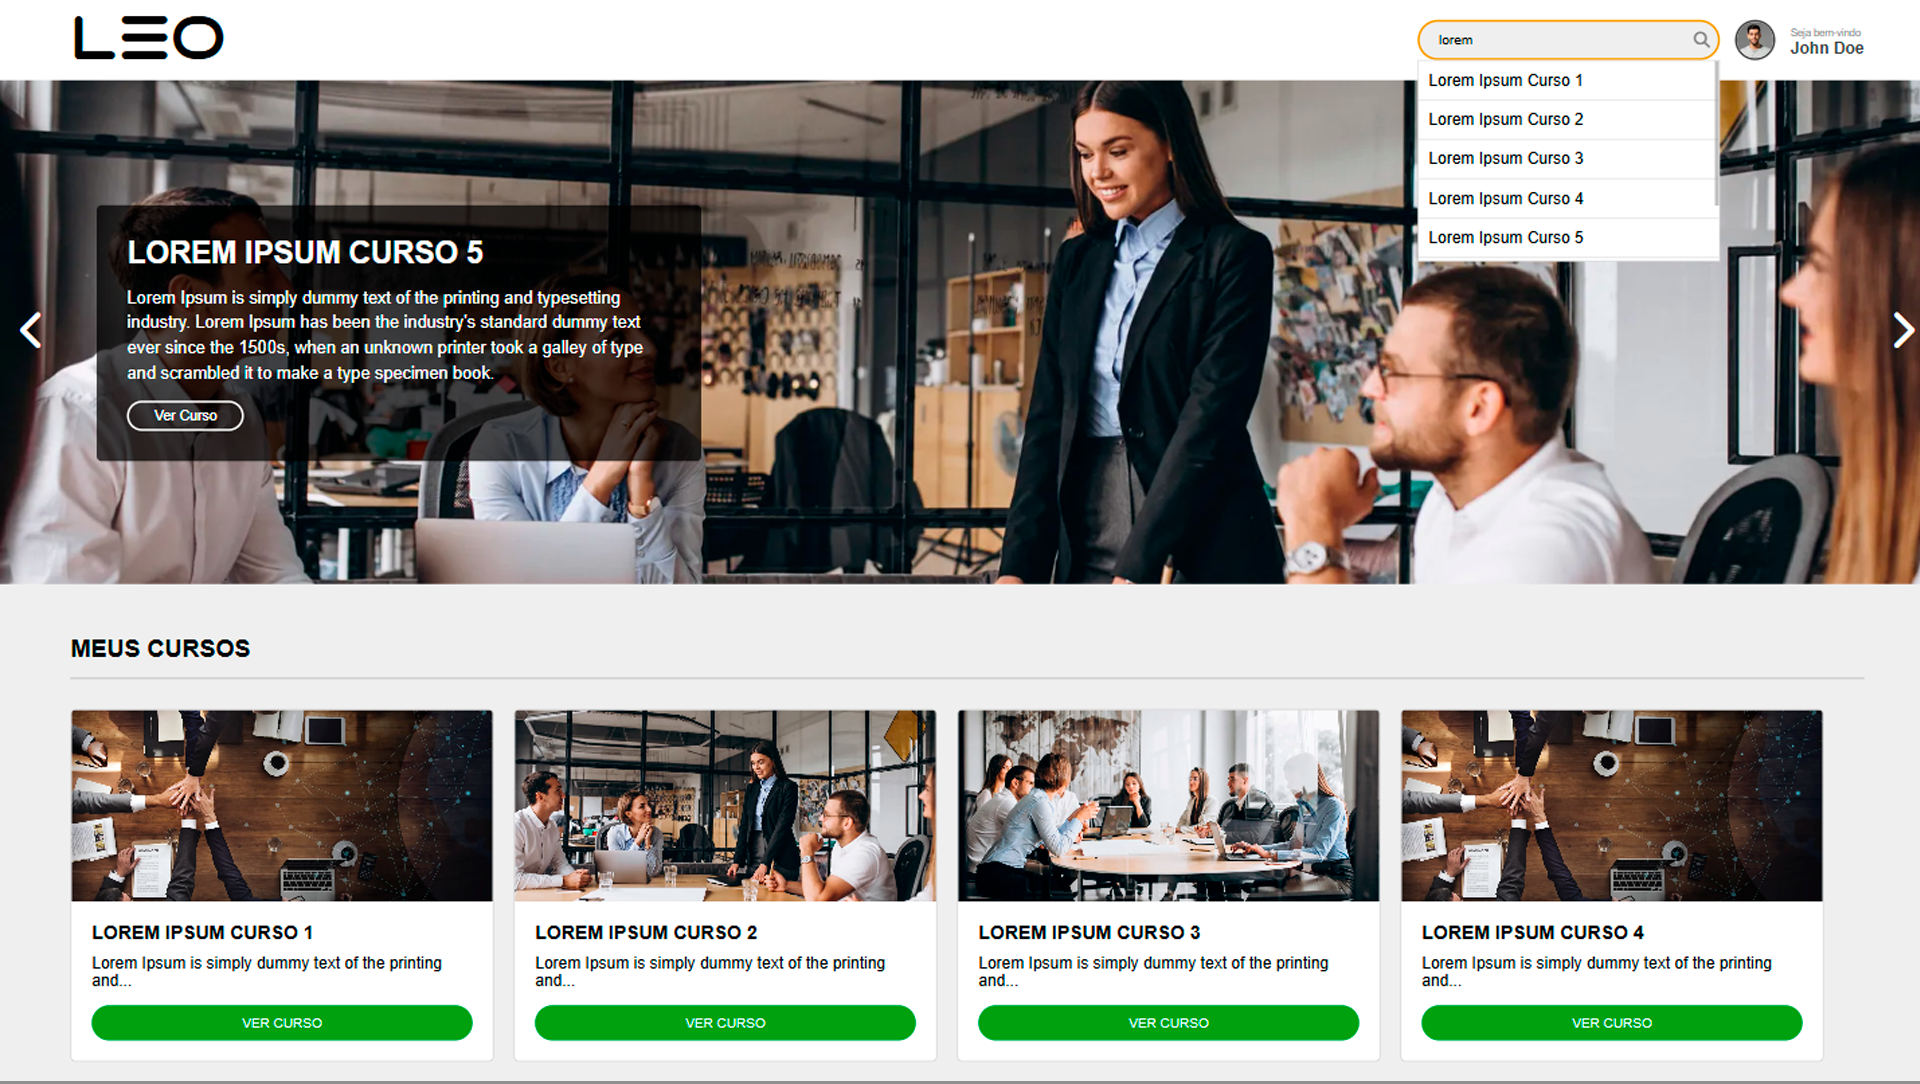 LEO
lorem
Seja bem-vindo
John Doe
Lorem Ipsum Curso 1
Lorem Ipsum Curso 2
Lorem Ipsum Curso 3
Lorem Ipsum Curso 4
Lorem Ipsum Curso 5
LOREM IPSUM CURSO 5
Lorem Ipsum is simply dummy text of the printing and typesetting
industry. Lorem Ipsum has been the industry's standard dummy text
ever since the 1500s, when an unknown printer took a galley of type
and scrambled it to make a type specimen book.
Ver Curso
MEUS CURSOS
LOREM IPSUM CURSO 1
Lorem Ipsum is simply dummy text of the printing
and...
VER CURSO
LOREM IPSUM CURSO 2
Lorem Ipsum is simply dummy text of the printing
and...
VER CURSO
LOREM IPSUM CURSO 3
Lorem Ipsum is simply dummy text of the printing
and...
VER CURSO
LOREM IPSUM CURSO 4
Lorem Ipsum is simply dummy text of the printing
and...
VER CURSO